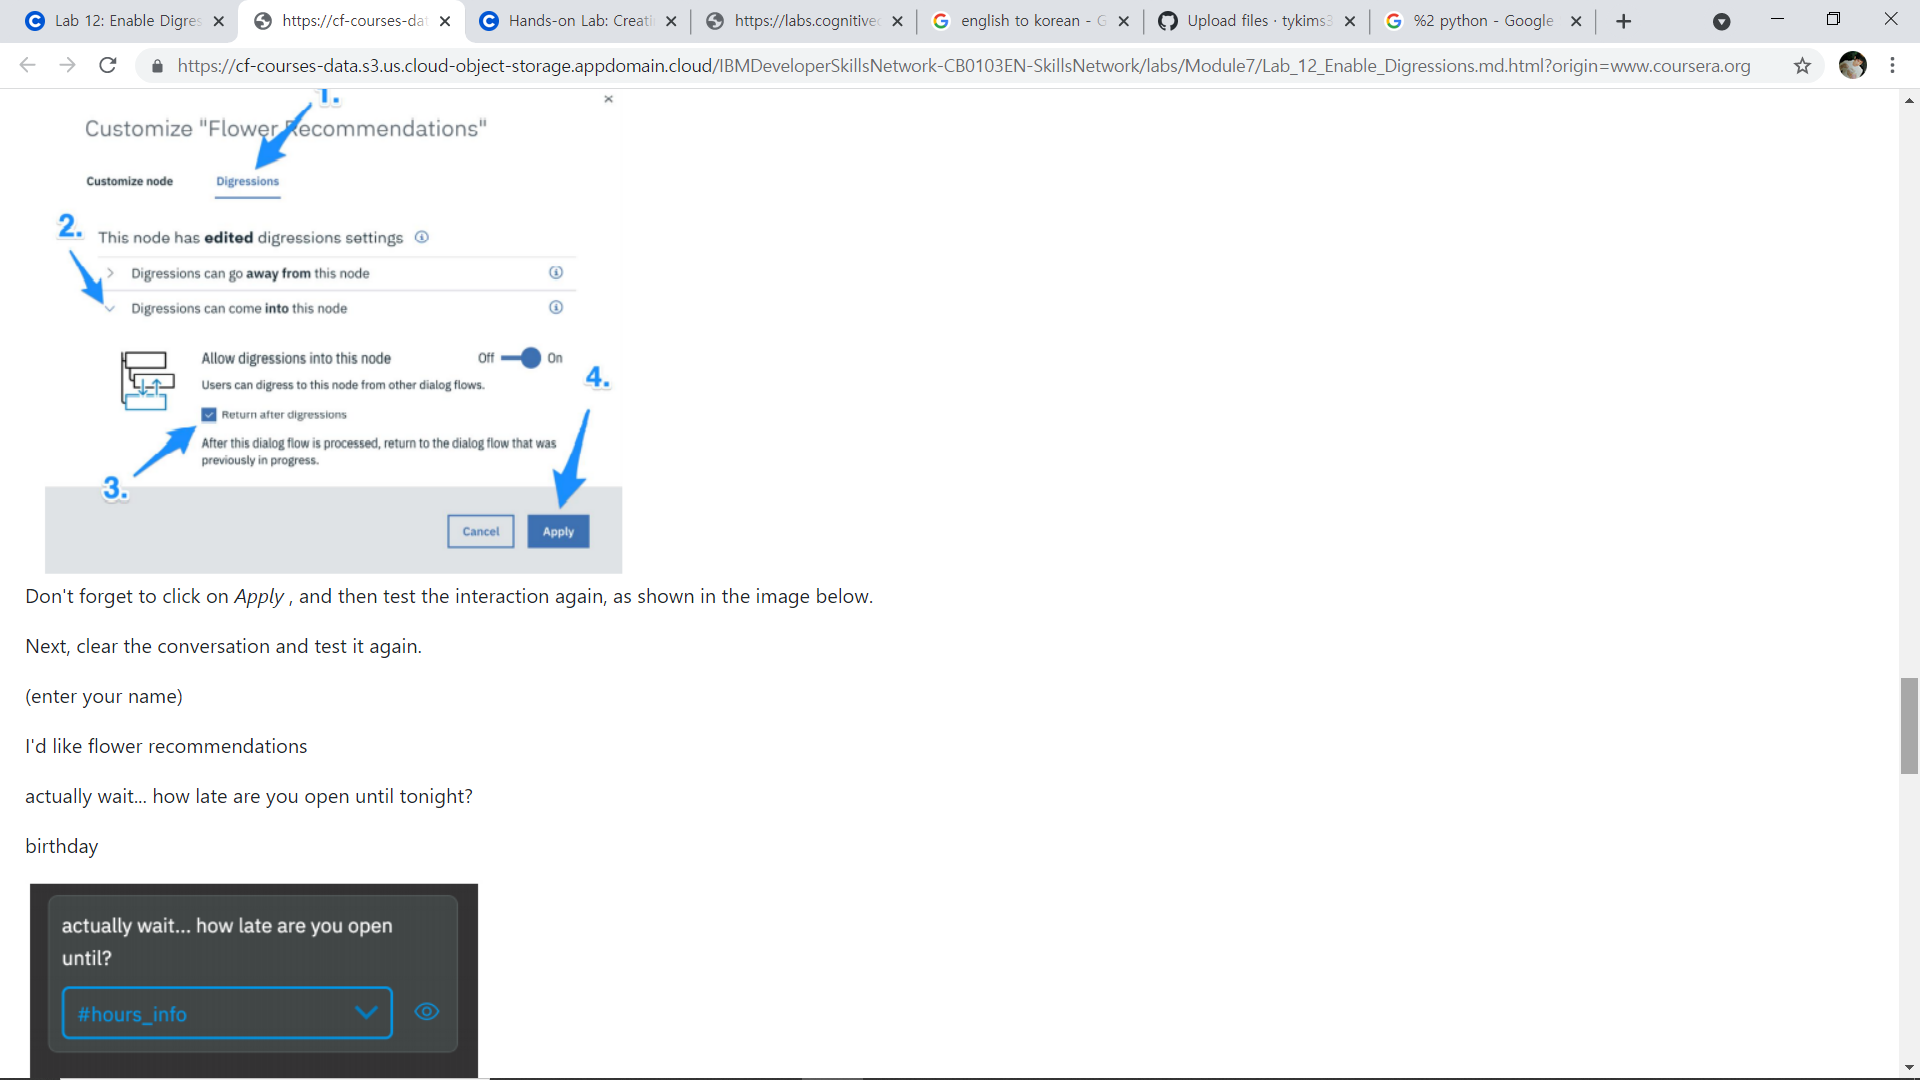 Lab 12: Enable Digres
https://cf-courses-dat
Hands-on Lab: Creati
https://labs.cognitivec
english to korean - G
Upload files · tykims3
%2 python - Google
https://cf-courses-data.s3.us.cloud-object-storage.appdomain.cloud/IBMDeveloperSkillsNetwork-CB0103EN-SkillsNetwork/labs/Module7/Lab_12_Enable_Digressions.md.html?origin=www.coursera.org
1.
Customize "Flower Recommendations"
Customize node
Digressions
2.
This node has edited digressions settings
Digressions can go away from this node
Digressions can come into this node
Allow digressions into this node
Off
On
4.
Users can digress to this node from other dialog flows.
Return after digressions
After this dialog flow is processed, return to the dialog flow that was
previously in progress.
3.
Cancel
Apply
Don't forget to click on Apply , and then test the interaction again, as shown in the image below.
Next, clear the conversation and test it again.
(enter your name)
I'd like flower recommendations
actually wait... how late are you open until tonight?
birthday
actually wait... how late are you open
until?
#hours_info